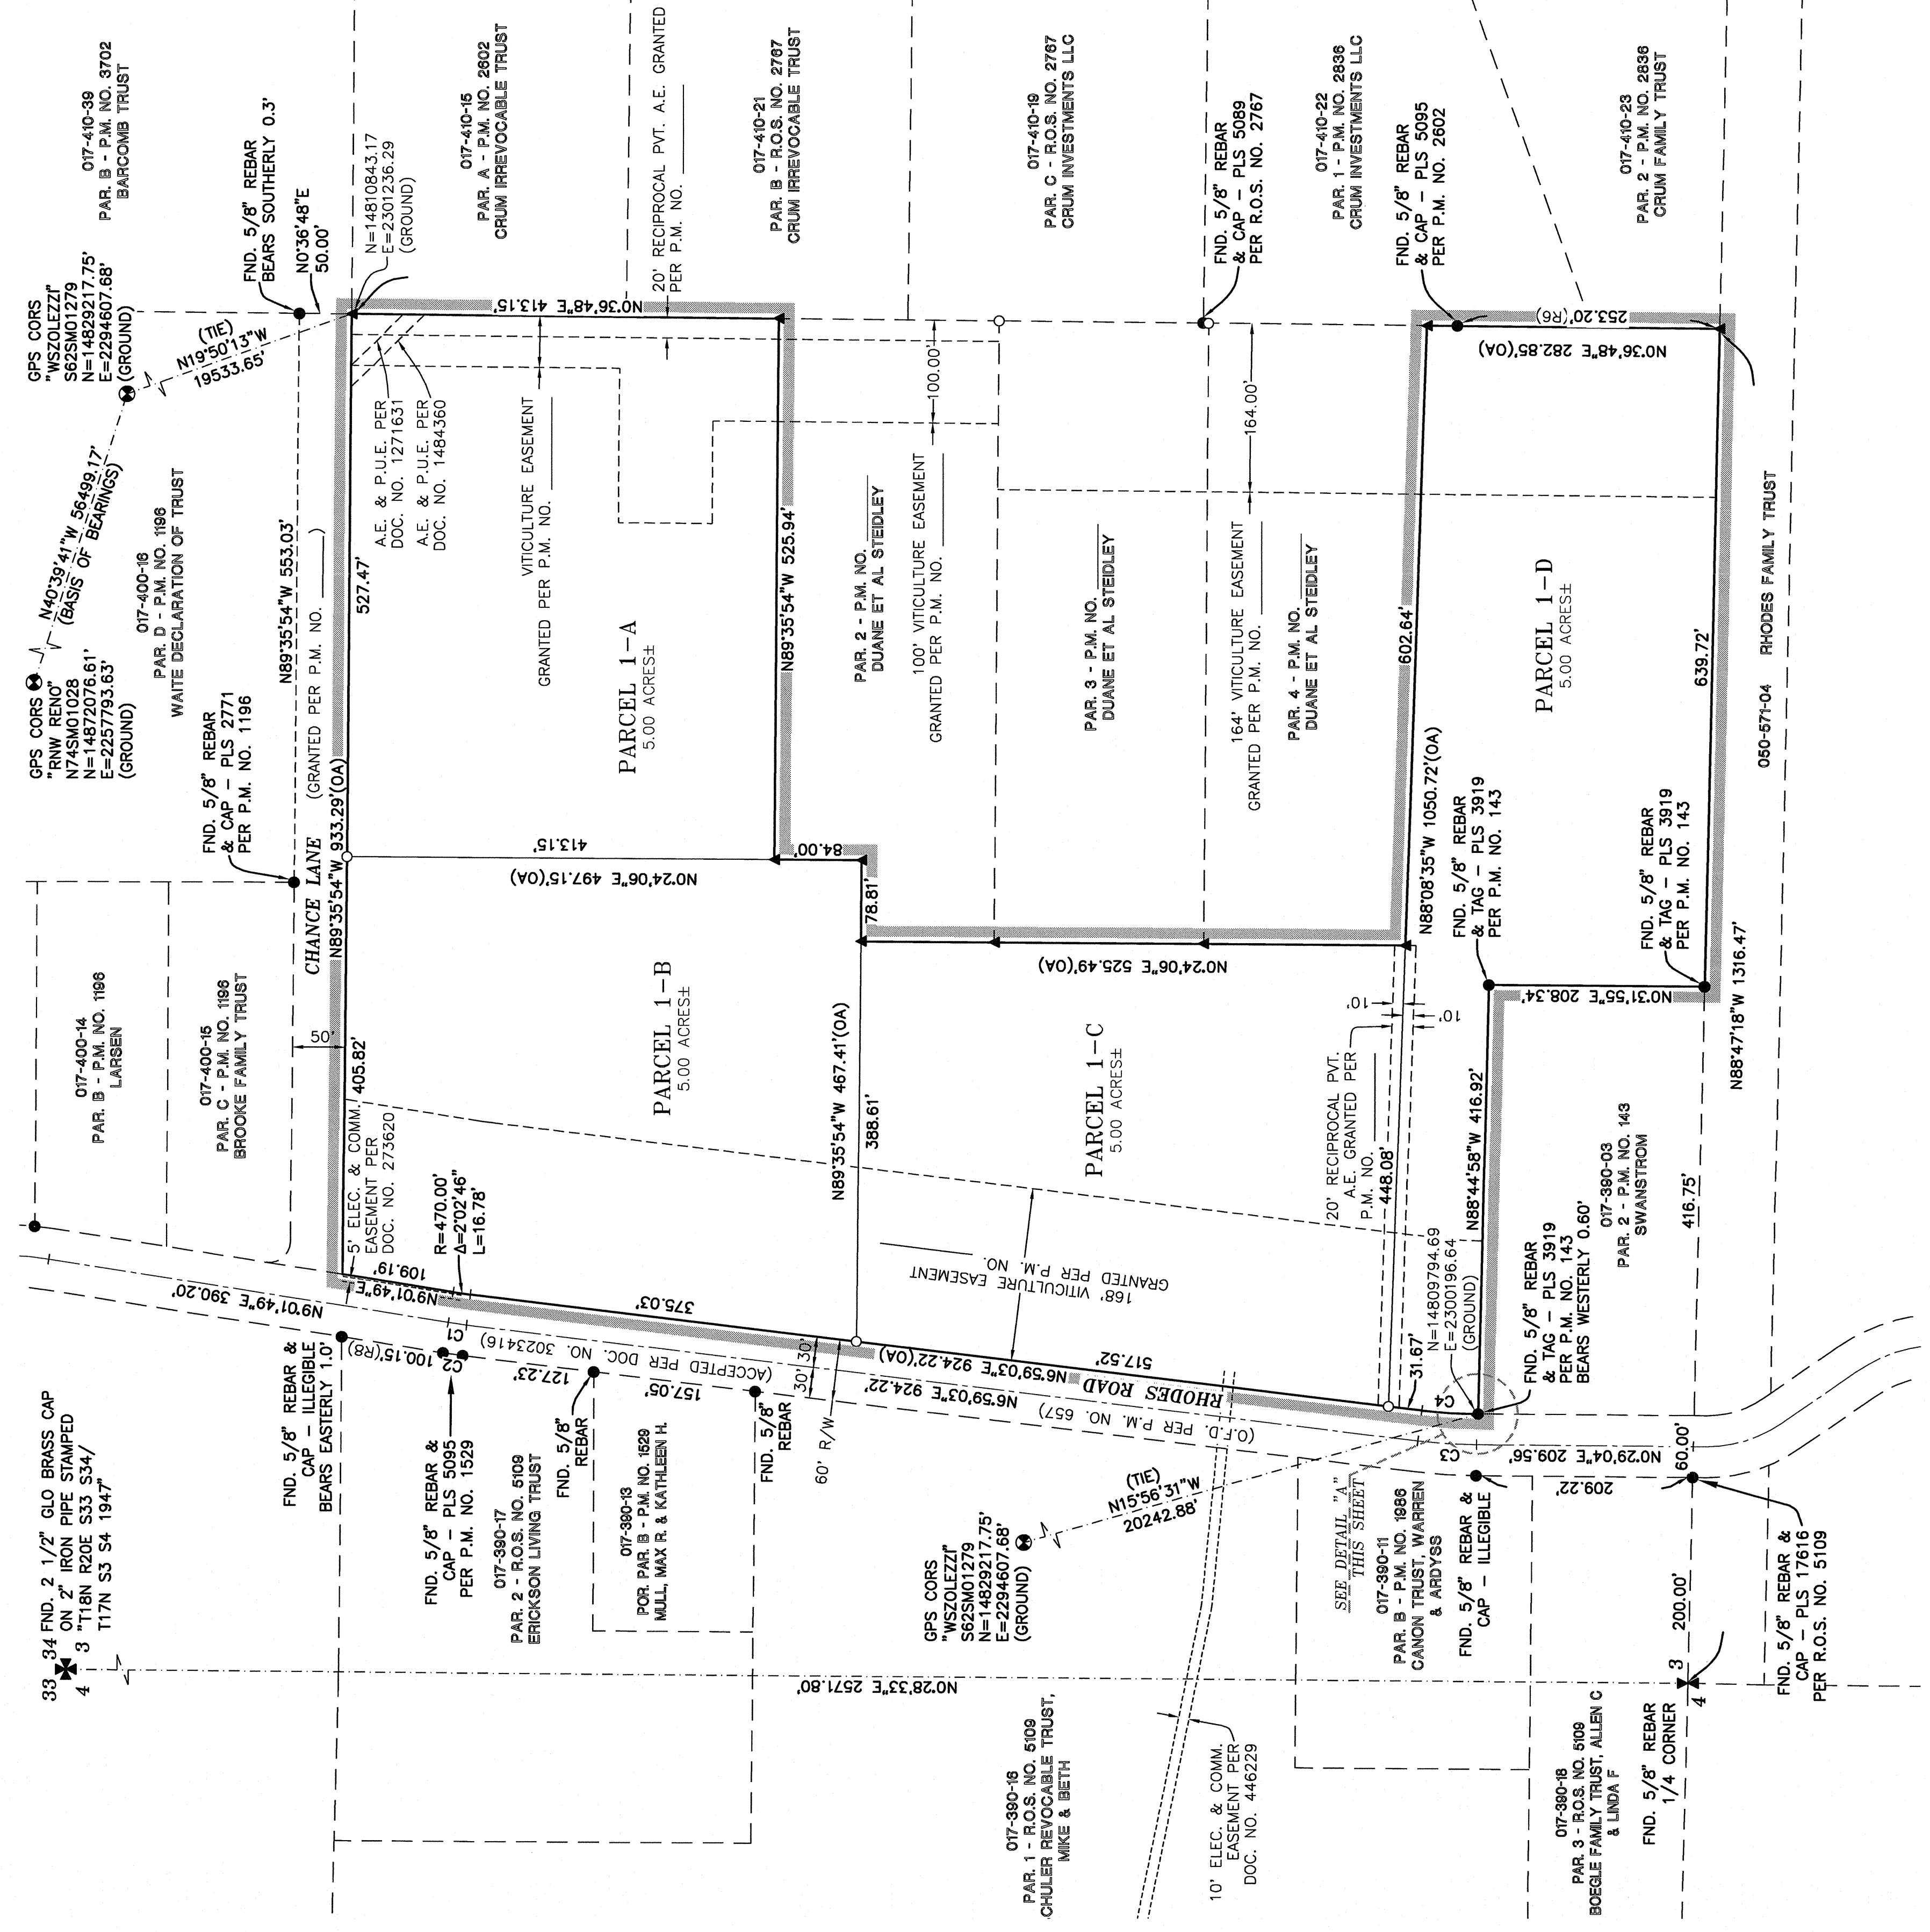 GPS CORS
"RNW RENO"
N74SM01028
N=14872076.61'
E=2257793.63'
(GROUND)
N40°39'41"W 56499.17'
(BASIS OF BEARINGS)
GPS CORS
"WSZOLEZZI"
S62SM01279
N=14829217.75'
E=2294607.68'
(GROUND)
(TIE)
N19°50'13"W
19533.65'
017-410-39
PAR. B - P.M. NO. 3702
BARCOMB TRUST
FND. 5/8" REBAR
BEARS SOUTHERLY 0.3'
N0°36'48"E
50.00'
N=14810843.17
E=2301236.29
(GROUND)
017-410-15
PAR. A - P.M. NO. 2602
CRUM IRREVOCABLE TRUST
20' RECIPROCAL PVT. A.E. GRANTED
PER P.M. NO.
017-410-21
PAR. B - R.O.S. NO. 2767
CRUM IRREVOCABLE TRUST
017-410-19
PAR. C - R.O.S. NO. 2767
CRUM INVESTMENTS LLC
FND. 5/8" REBAR
& CAP - PLS 5089
PER R.O.S. NO. 2767
017-410-22
PAR. 1 - P.M. NO. 2836
CRUM INVESTMENTS LLC
FND. 5/8" REBAR
& CAP - PLS 5095
PER P.M. NO. 2602
017-410-23
PAR. 2 - P.M. NO. 2836
CRUM FAMILY TRUST
017-400-16
PAR. D - P.M. NO. 1196
WAITE DECLARATION OF TRUST
FND. 5/8" REBAR
& CAP - PLS 2771
PER P.M. NO. 1196
N89°35'54"W 553.03'
CHANCE LANE
(GRANTED PER P.M. NO. )
N89°35'54"W 933.29'(OA)
527.47'
405.82'
50'
A.E. & P.U.E. PER
DOC. NO. 1271631
A.E. & P.U.E. PER
DOC. NO. 1484360
N0°36'48"E 413.15'
VITICULTURE EASEMENT
GRANTED PER P.M. NO.
PARCEL 1-A
5.00 ACRES±
413.15'
N0°24'06"E 497.15'(OA)
N89°35'54"W 525.94'
84.00'
78.81'
PAR. 2 - P.M. NO.
DUANE ET AL STEIDLEY
100' VITICULTURE EASEMENT
GRANTED PER P.M. NO.
100.00'
PAR. 3 - P.M. NO.
DUANE ET AL STEIDLEY
164' VITICULTURE EASEMENT
GRANTED PER P.M. NO.
164.00'
PAR. 4 - P.M. NO.
DUANE ET AL STEIDLEY
602.64'
N88°08'35"W 1050.72'(OA)
253.20'(R6)
N0°36'48"E 282.85'(OA)
PARCEL 1-D
5.00 ACRES±
639.72'
050-571-04 RHODES FAMILY TRUST
N88°47'18"W 1316.47'
FND. 5/8" REBAR
& TAG - PLS 3919
PER P.M. NO. 143
FND. 5/8" REBAR
& TAG - PLS 3919
PER P.M. NO. 143
N0°31'55"E 208.34'
017-400-14
PAR. B - P.M. NO. 1196
LARSEN
017-400-15
PAR. C - P.M. NO. 1196
BROOKE FAMILY TRUST
5' ELEC. & COMM.
EASEMENT PER
DOC. NO. 273620
R=470.00'
Δ=2°02'46"
L=16.78'
109.19'
N9°01'49"E
N9°01'49"E 390.20'
PARCEL 1-B
5.00 ACRES±
375.03'
N89°35'54"W 467.41'(OA)
388.61'
N0°24'06"E 525.49'(OA)
PARCEL 1-C
5.00 ACRES±
168' VITICULTURE EASEMENT
GRANTED PER P.M. NO.
20' RECIPROCAL PVT.
A.E. GRANTED PER
P.M. NO.
10'
10'
448.08'
N88°44'58"W 416.92'
N=14809794.69
E=2300196.64
(GROUND)
31.67'
C4
FND. 5/8" REBAR
& TAG - PLS 3919
PER P.M. NO. 143
BEARS WESTERLY 0.60'
017-390-03
PAR. 2 - P.M. NO. 143
SWANSTROM
416.75'
517.52'
N6°59'03"E 924.22'(OA)
RHODES ROAD
N6°59'03"E 924.22'
(ACCEPTED PER DOC. NO. 3023416)
(O.F.D. PER P.M. NO. 657)
30'
30'
60' R/W
C1
C2
100.15'(R8)
127.23'
157.05'
C3
N0°29'04"E 209.56'
60.00'
209.22'
FND. 5/8" REBAR &
CAP - ILLEGIBLE
BEARS EASTERLY 1.0'
FND. 5/8" REBAR &
CAP - PLS 5095
PER P.M. NO. 1529
017-390-17
PAR. 2 - R.O.S. NO. 5109
ERICKSON LIVING TRUST
FND. 5/8"
REBAR
017-390-13
POR. PAR. B - P.M. NO. 1529
MULL, MAX R. & KATHLEEN H.
FND. 5/8"
REBAR
GPS CORS
"WSZOLEZZI"
S62SM01279
N=14829217.75'
E=2294607.68'
(GROUND)
(TIE)
N15°56'31"W
20242.88'
SEE DETAIL "A"
THIS SHEET
017-390-11
PAR. B - P.M. NO. 1986
CANON TRUST, WARREN
& ARDYSS
FND. 5/8" REBAR &
CAP - ILLEGIBLE
FND. 5/8" REBAR &
CAP - PLS 17616
PER R.O.S. NO. 5109
200.00'
33 34
4 3
FND. 2 1/2" GLO BRASS CAP
ON 2" IRON PIPE STAMPED
"T18N R20E S33 S34/
T17N S3 S4 1947"
N0°28'33"E 2571.80'
017-390-16
PAR. 1 - R.O.S. NO. 5109
CHULER REVOCABLE TRUST,
MIKE & BETH
10' ELEC. & COMM.
EASEMENT PER
DOC. NO. 446229
017-390-18
PAR. 3 - R.O.S. NO. 5109
BOEGLE FAMILY TRUST, ALLEN C
& LINDA F
FND. 5/8" REBAR
1/4 CORNER
3
4